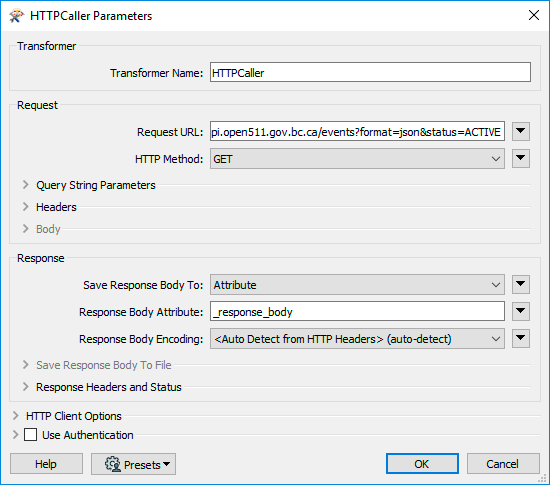 HTTPCaller Parameters
Transformer
Transformer Name: HTTPCaller
Request
Request URL: pi.open511.gov.bc.ca/events?format=json&status=ACTIVE
HTTP Method: GET
Query String Parameters
Headers
Body
Response
Save Response Body To: Attribute
Response Body Attribute: _response_body
Response Body Encoding: <Auto Detect from HTTP Headers> (auto-detect)
Save Response Body To File
Response Headers and Status
HTTP Client Options
Use Authentication
Help Presets OK Cancel